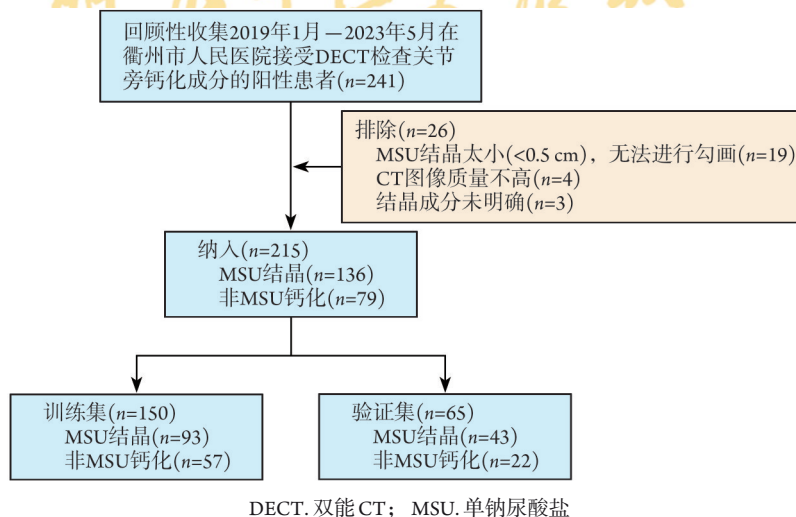 回顾性收集2019年1月—2023年5月在
衢州市人民医院接受DECT检查关节
旁钙化成分的阳性患者(n=241)
排除(n=26)
MSU结晶太小(<0.5 cm)，无法进行勾画(n=19)
CT图像质量不高(n=4)
结晶成分未明确(n=3)
纳入(n=215)
MSU结晶(n=136)
非MSU钙化(n=79)
训练集(n=150)
MSU结晶(n=93)
非MSU钙化(n=57)
验证集(n=65)
MSU结晶(n=43)
非MSU钙化(n=22)
DECT. 双能CT； MSU. 单钠尿酸盐